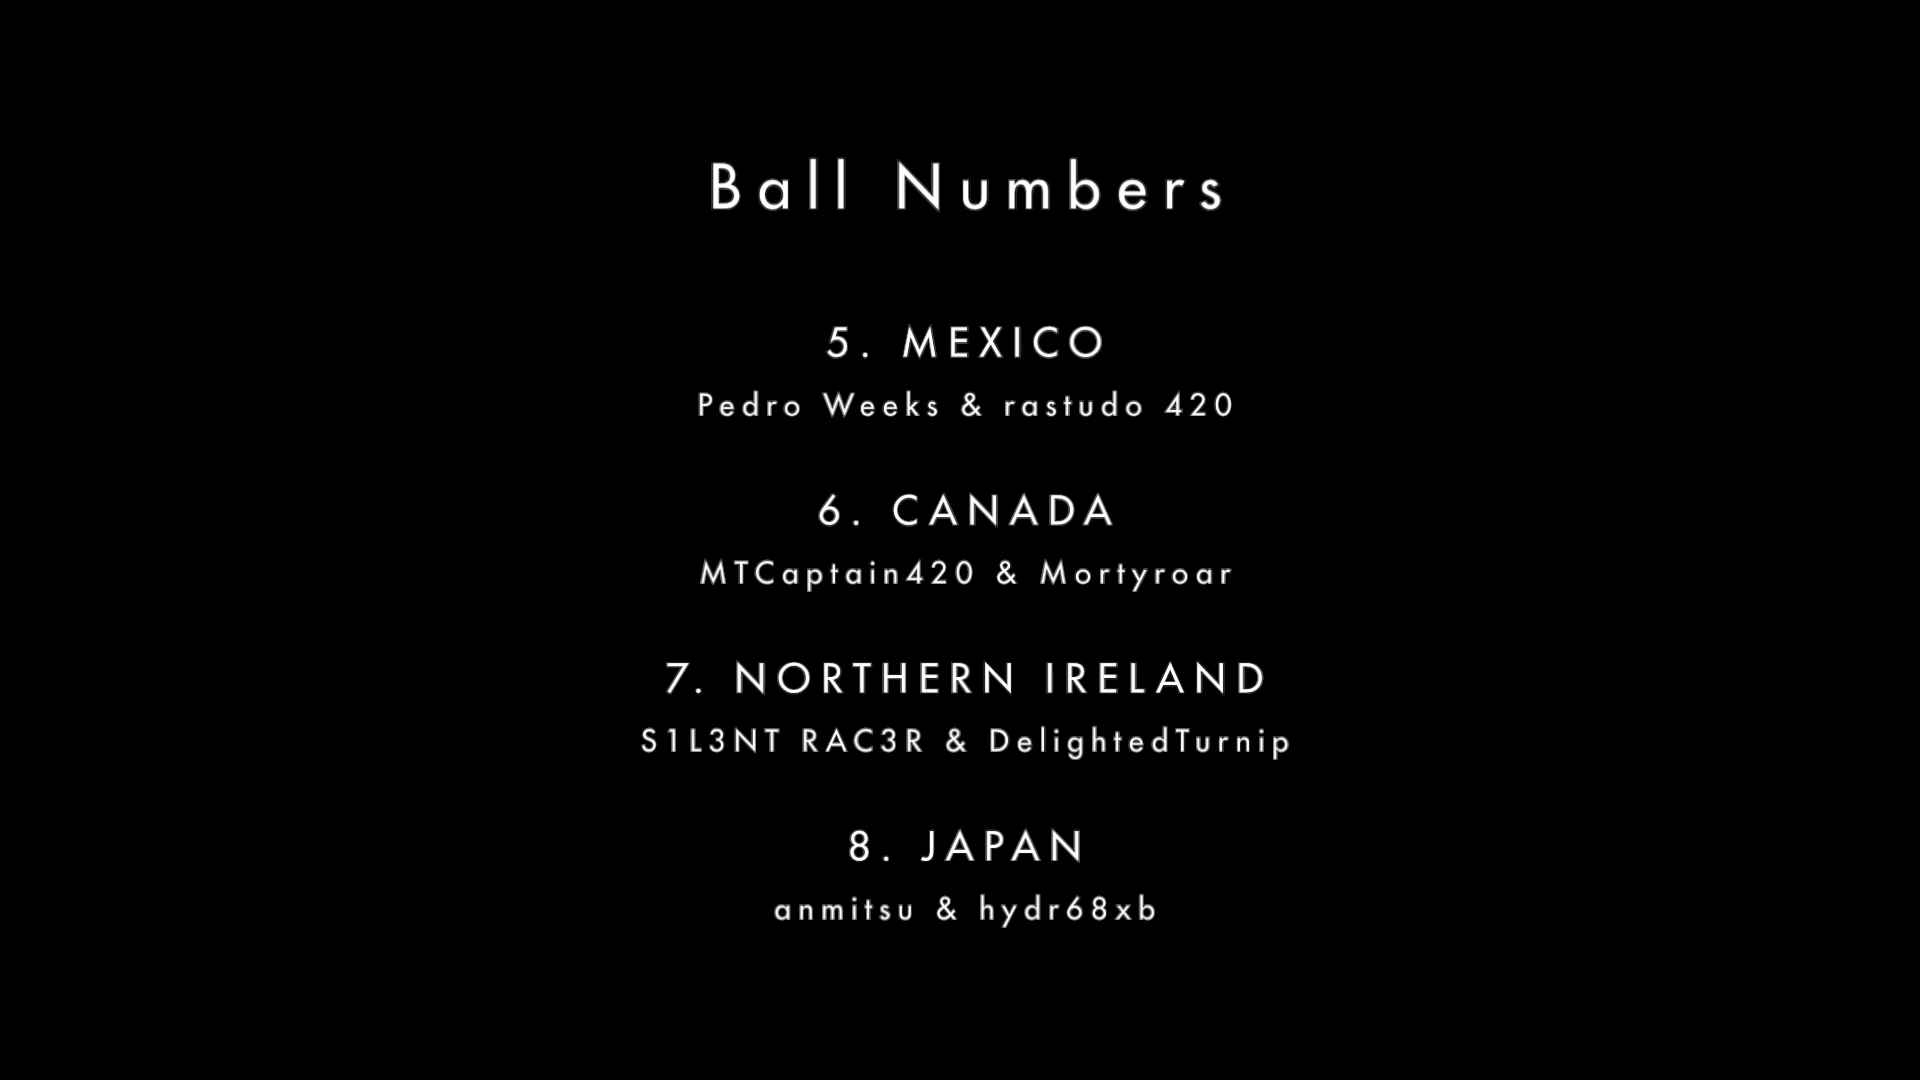 Ball Numbers
5. MEXICO
Pedro Weeks & rastudo 420
6. CANADA
MTCaptain420 & Mortyroar
7. NORTHERN IRELAND
S1L3NT RAC3R & DelightedTurnip
8. JAPAN
anmitsu & hydr68xb